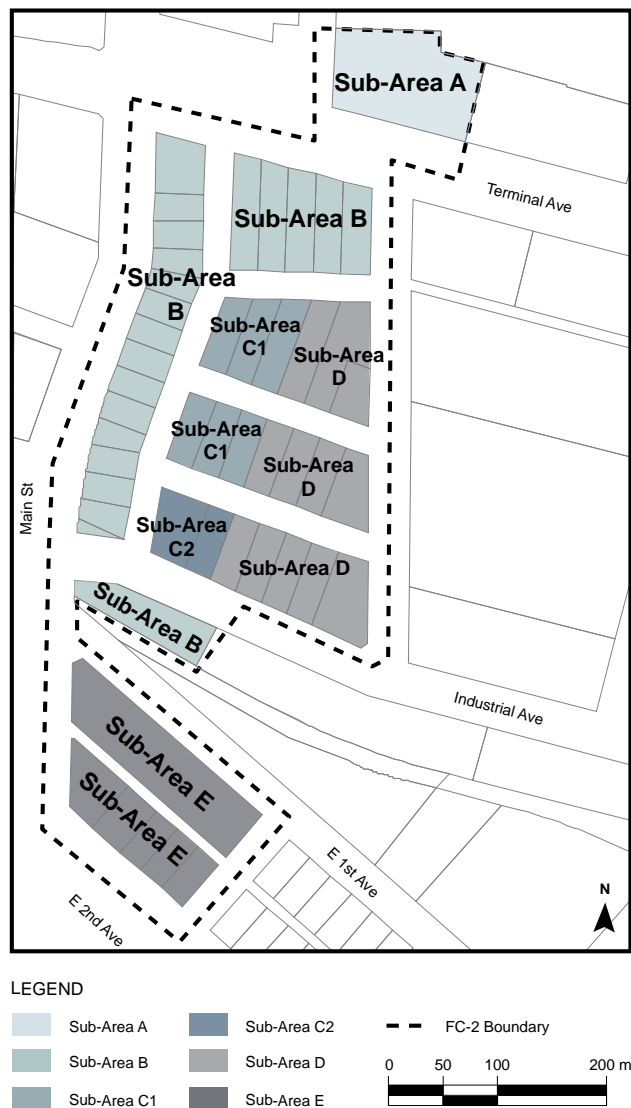 Sub-Area A
Terminal Ave
Sub-Area B
Sub-Area
B
Sub-Area
C1
Sub-Area
D
Sub-Area
C1
Sub-Area
D
Main St
Sub-Area
C2
Sub-Area D
Sub-Area B
Industrial Ave
Sub-Area E
Sub-Area E
E 1st Ave
E 2nd Ave
N
LEGEND
Sub-Area A
Sub-Area B
Sub-Area C1
Sub-Area C2
Sub-Area D
Sub-Area E
FC-2 Boundary
0 50 100 200 m